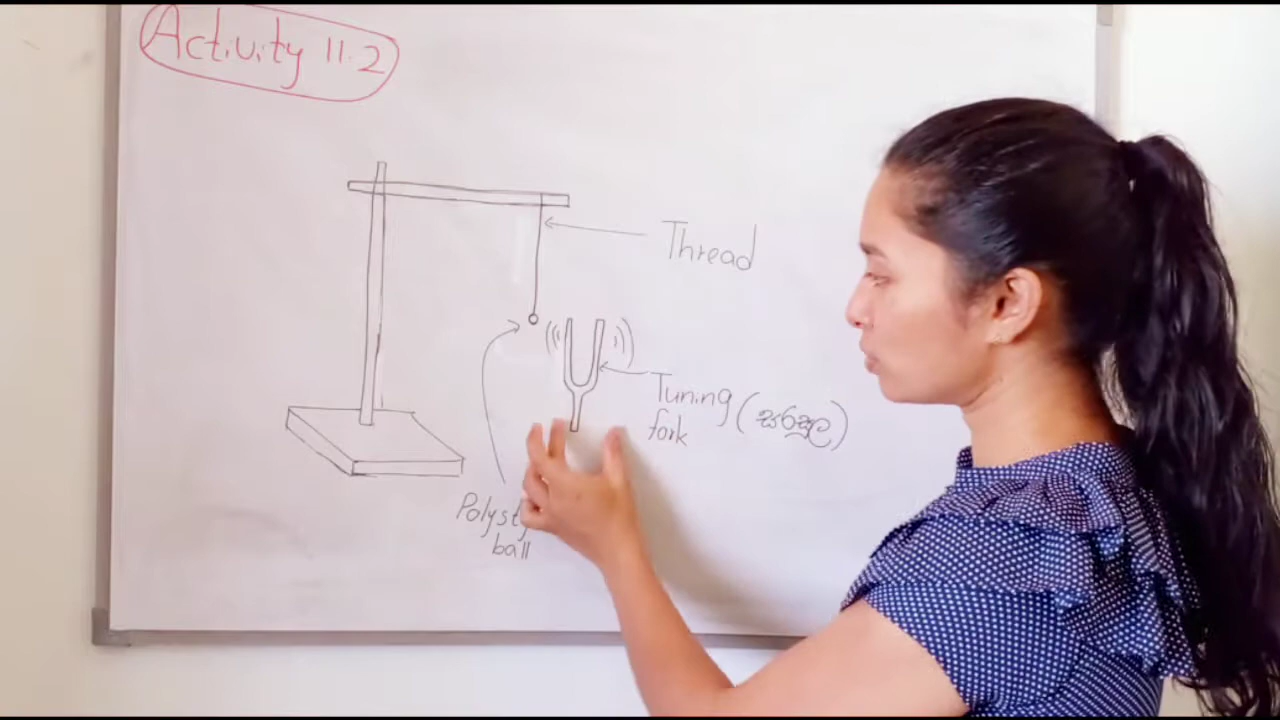 Activity 11.2
Thread
Tuning (සරසුල)
fork
ball